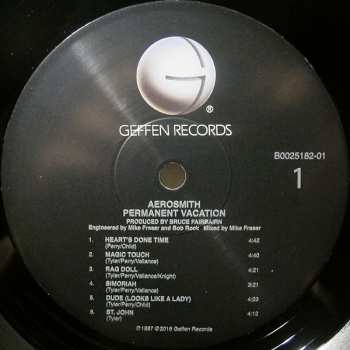 ®
GEFFEN RECORDS
B0025182-01
1
AEROSMITH
PERMANENT VACATION
PRODUCED BY BRUCE FAIRBAIRN
Engineered by Mike Fraser and Bob Rock Mixed by Mike Fraser
1. HEART'S DONE TIME 4:42
(Perry/Child)
2. MAGIC TOUCH 4:40
(Tyler/Perry/Vallance)
3. RAG DOLL 4:21
(Tyler/Perry/Vallance/Knight)
4. SIMORIAH 3:21
(Tyler/Perry/Vallance)
5. DUDE (LOOKS LIKE A LADY) 4:23
(Tyler/Perry/Child)
6. ST. JOHN 4:12
(Tyler)
℗ 1987 © 2016 Geffen Records